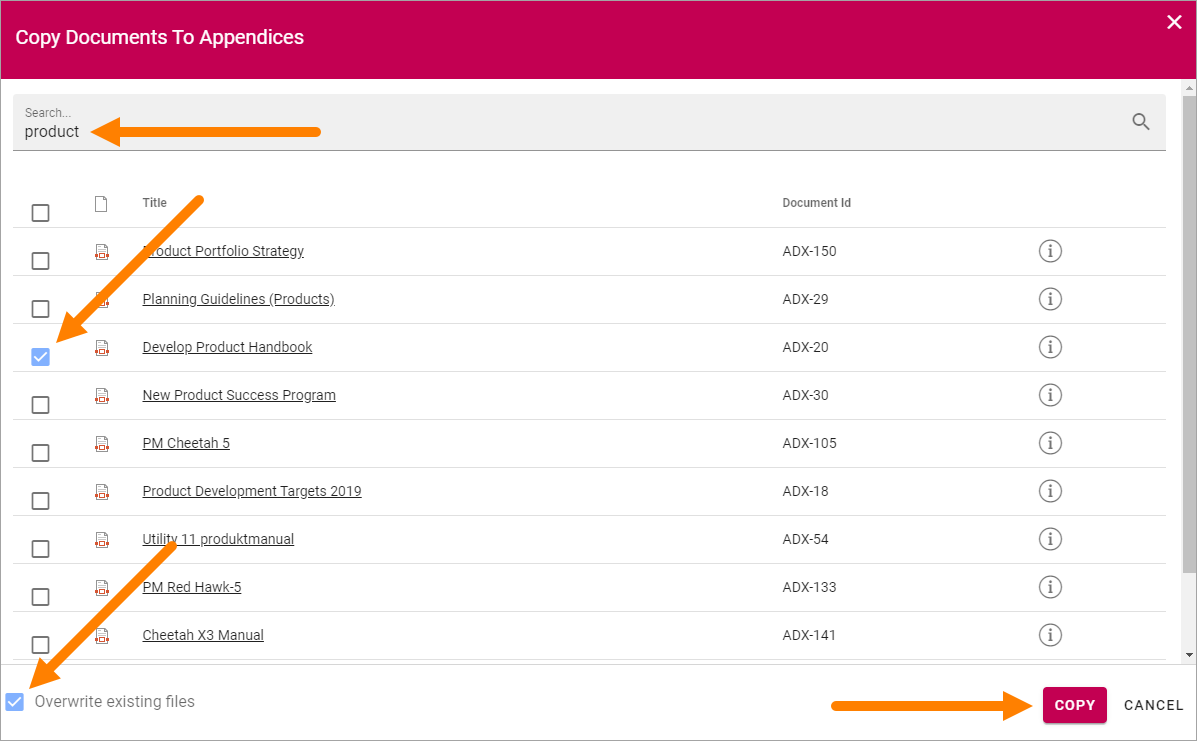 Copy Documents To Appendices
Search...
product
Title Document Id
Product Portfolio Strategy ADX-150
Planning Guidelines (Products) ADX-29
Develop Product Handbook ADX-20
New Product Success Program ADX-30
PM Cheetah 5 ADX-105
Product Development Targets 2019 ADX-18
Utility 11 produktmanual ADX-54
PM Red Hawk-5 ADX-133
Cheetah X3 Manual ADX-141
Overwrite existing files
COPY CANCEL